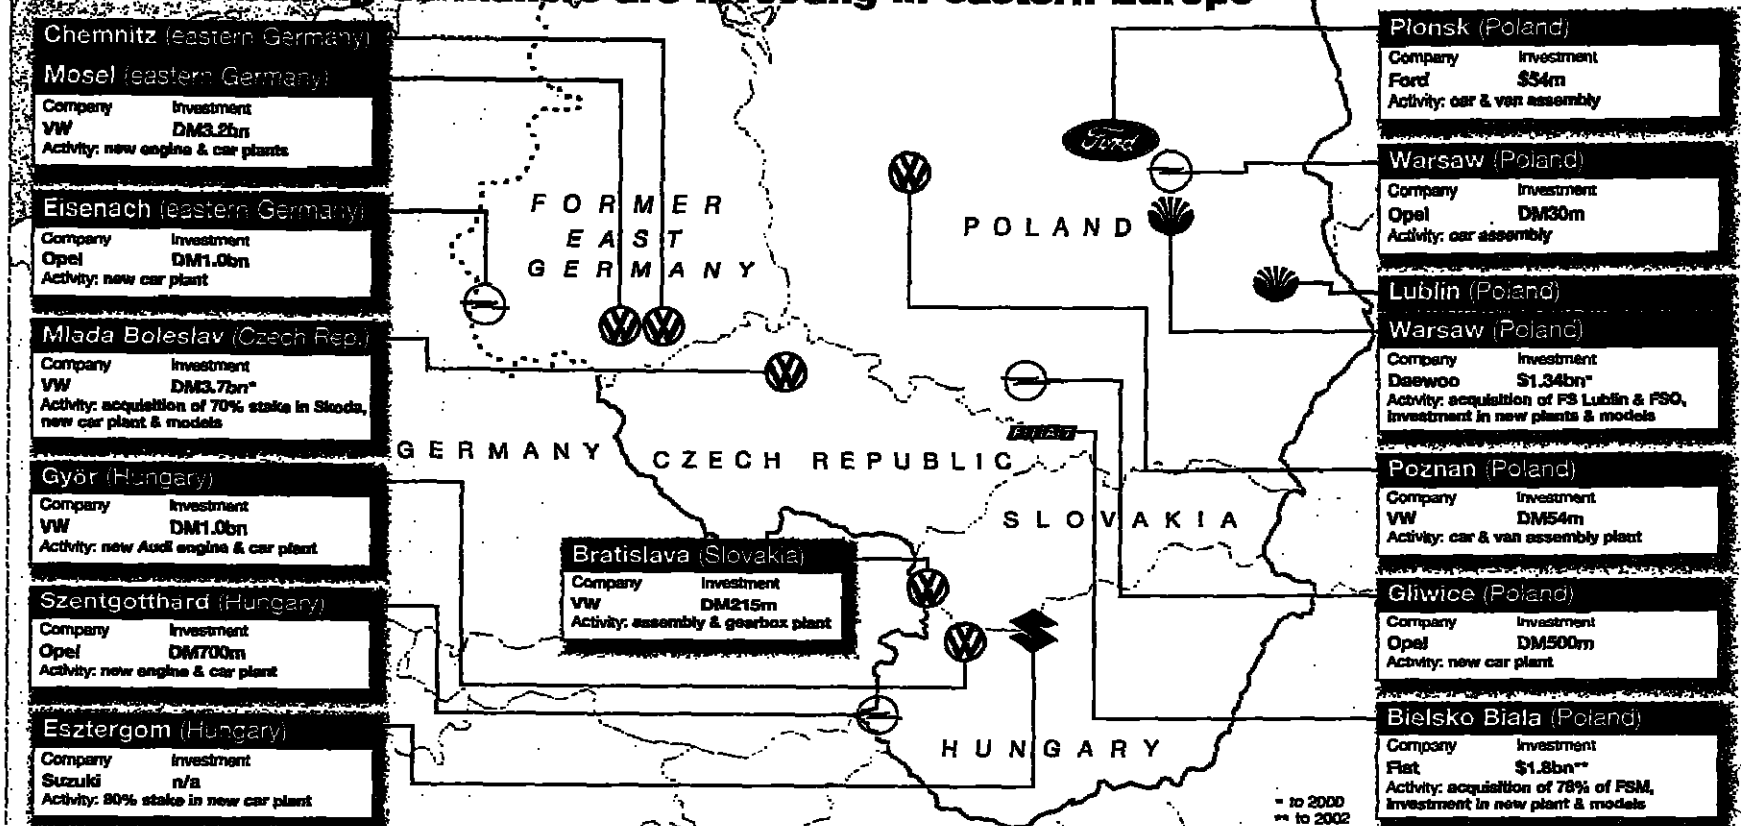 are investing in eastern Europe
Chemnitz (eastern Germany)
Mosel (eastern Germany)
Company Investment
VW DM3.2bn
Activity: new engine & car plants
Eisenach (eastern Germany)
Company Investment
Opel DM1.0bn
Activity: new car plant
Mlada Boleslav (Czech Rep.)
Company Investment
VW DM3.7bn*
Activity: acquisition of 70% stake in Skoda,
new car plant & models
Györ (Hungary)
Company Investment
VW DM1.0bn
Activity: new Audi engine & car plant
Szentgotthard (Hungary)
Company Investment
Opel DM700m
Activity: new engine & car plant
Esztergom (Hungary)
Company Investment
Suzuki n/a
Activity: 80% stake in new car plant
FORMER
EAST
GERMANY
GERMANY
CZECH REPUBLIC
Bratislava (Slovakia)
Company Investment
VW DM215m
Activity: assembly & gearbox plant
Ford
POLAND
FIAT
SLOVAKIA
HUNGARY
* to 2000
** to 2002
Plonsk (Poland)
Company Investment
Ford $54m
Activity: car & van assembly
Warsaw (Poland)
Company Investment
Opel DM30m
Activity: car assembly
Lublin (Poland)
Warsaw (Poland)
Company Investment
Daewoo $1.34bn*
Activity: acquisition of FS Lublin & FSO,
investment in new plants & models
Poznan (Poland)
Company Investment
VW DM54m
Activity: car & van assembly plant
Gliwice (Poland)
Company Investment
Opel DM500m
Activity: new car plant
Bielsko Biala (Poland)
Company Investment
Fiat $1.8bn**
Activity: acquisition of 78% of FSM,
investment in new plant & models